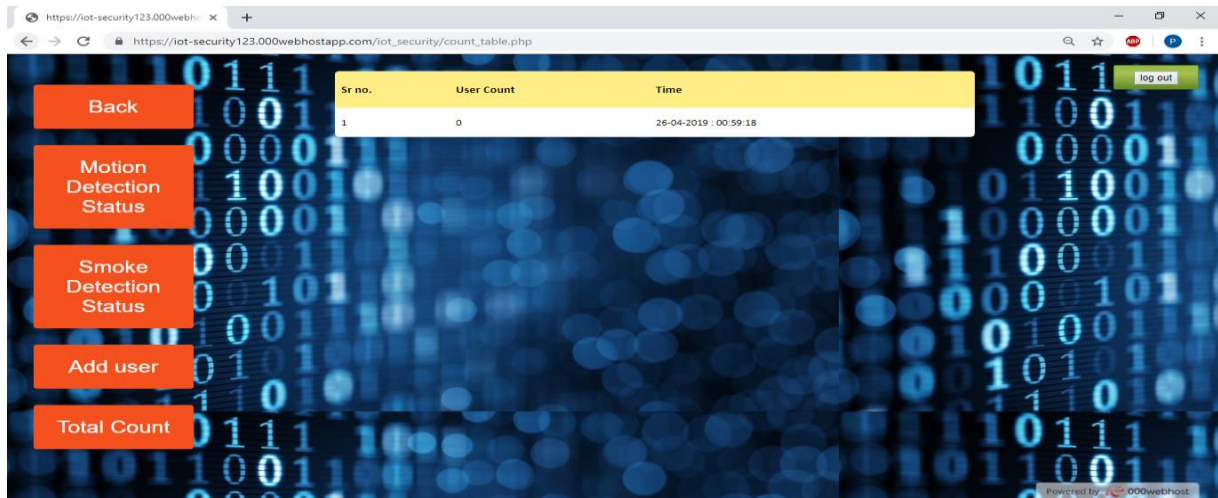 https://iot-security123.000webho
https://iot-security123.000webhostapp.com/iot_security/count_table.php
ABP
P
log out
Back
Motion
Detection
Status
Smoke
Detection
Status
Add user
Total Count
Sr no. User Count Time
1 0 26-04-2019 : 00:59:18
Powered by 000webhost